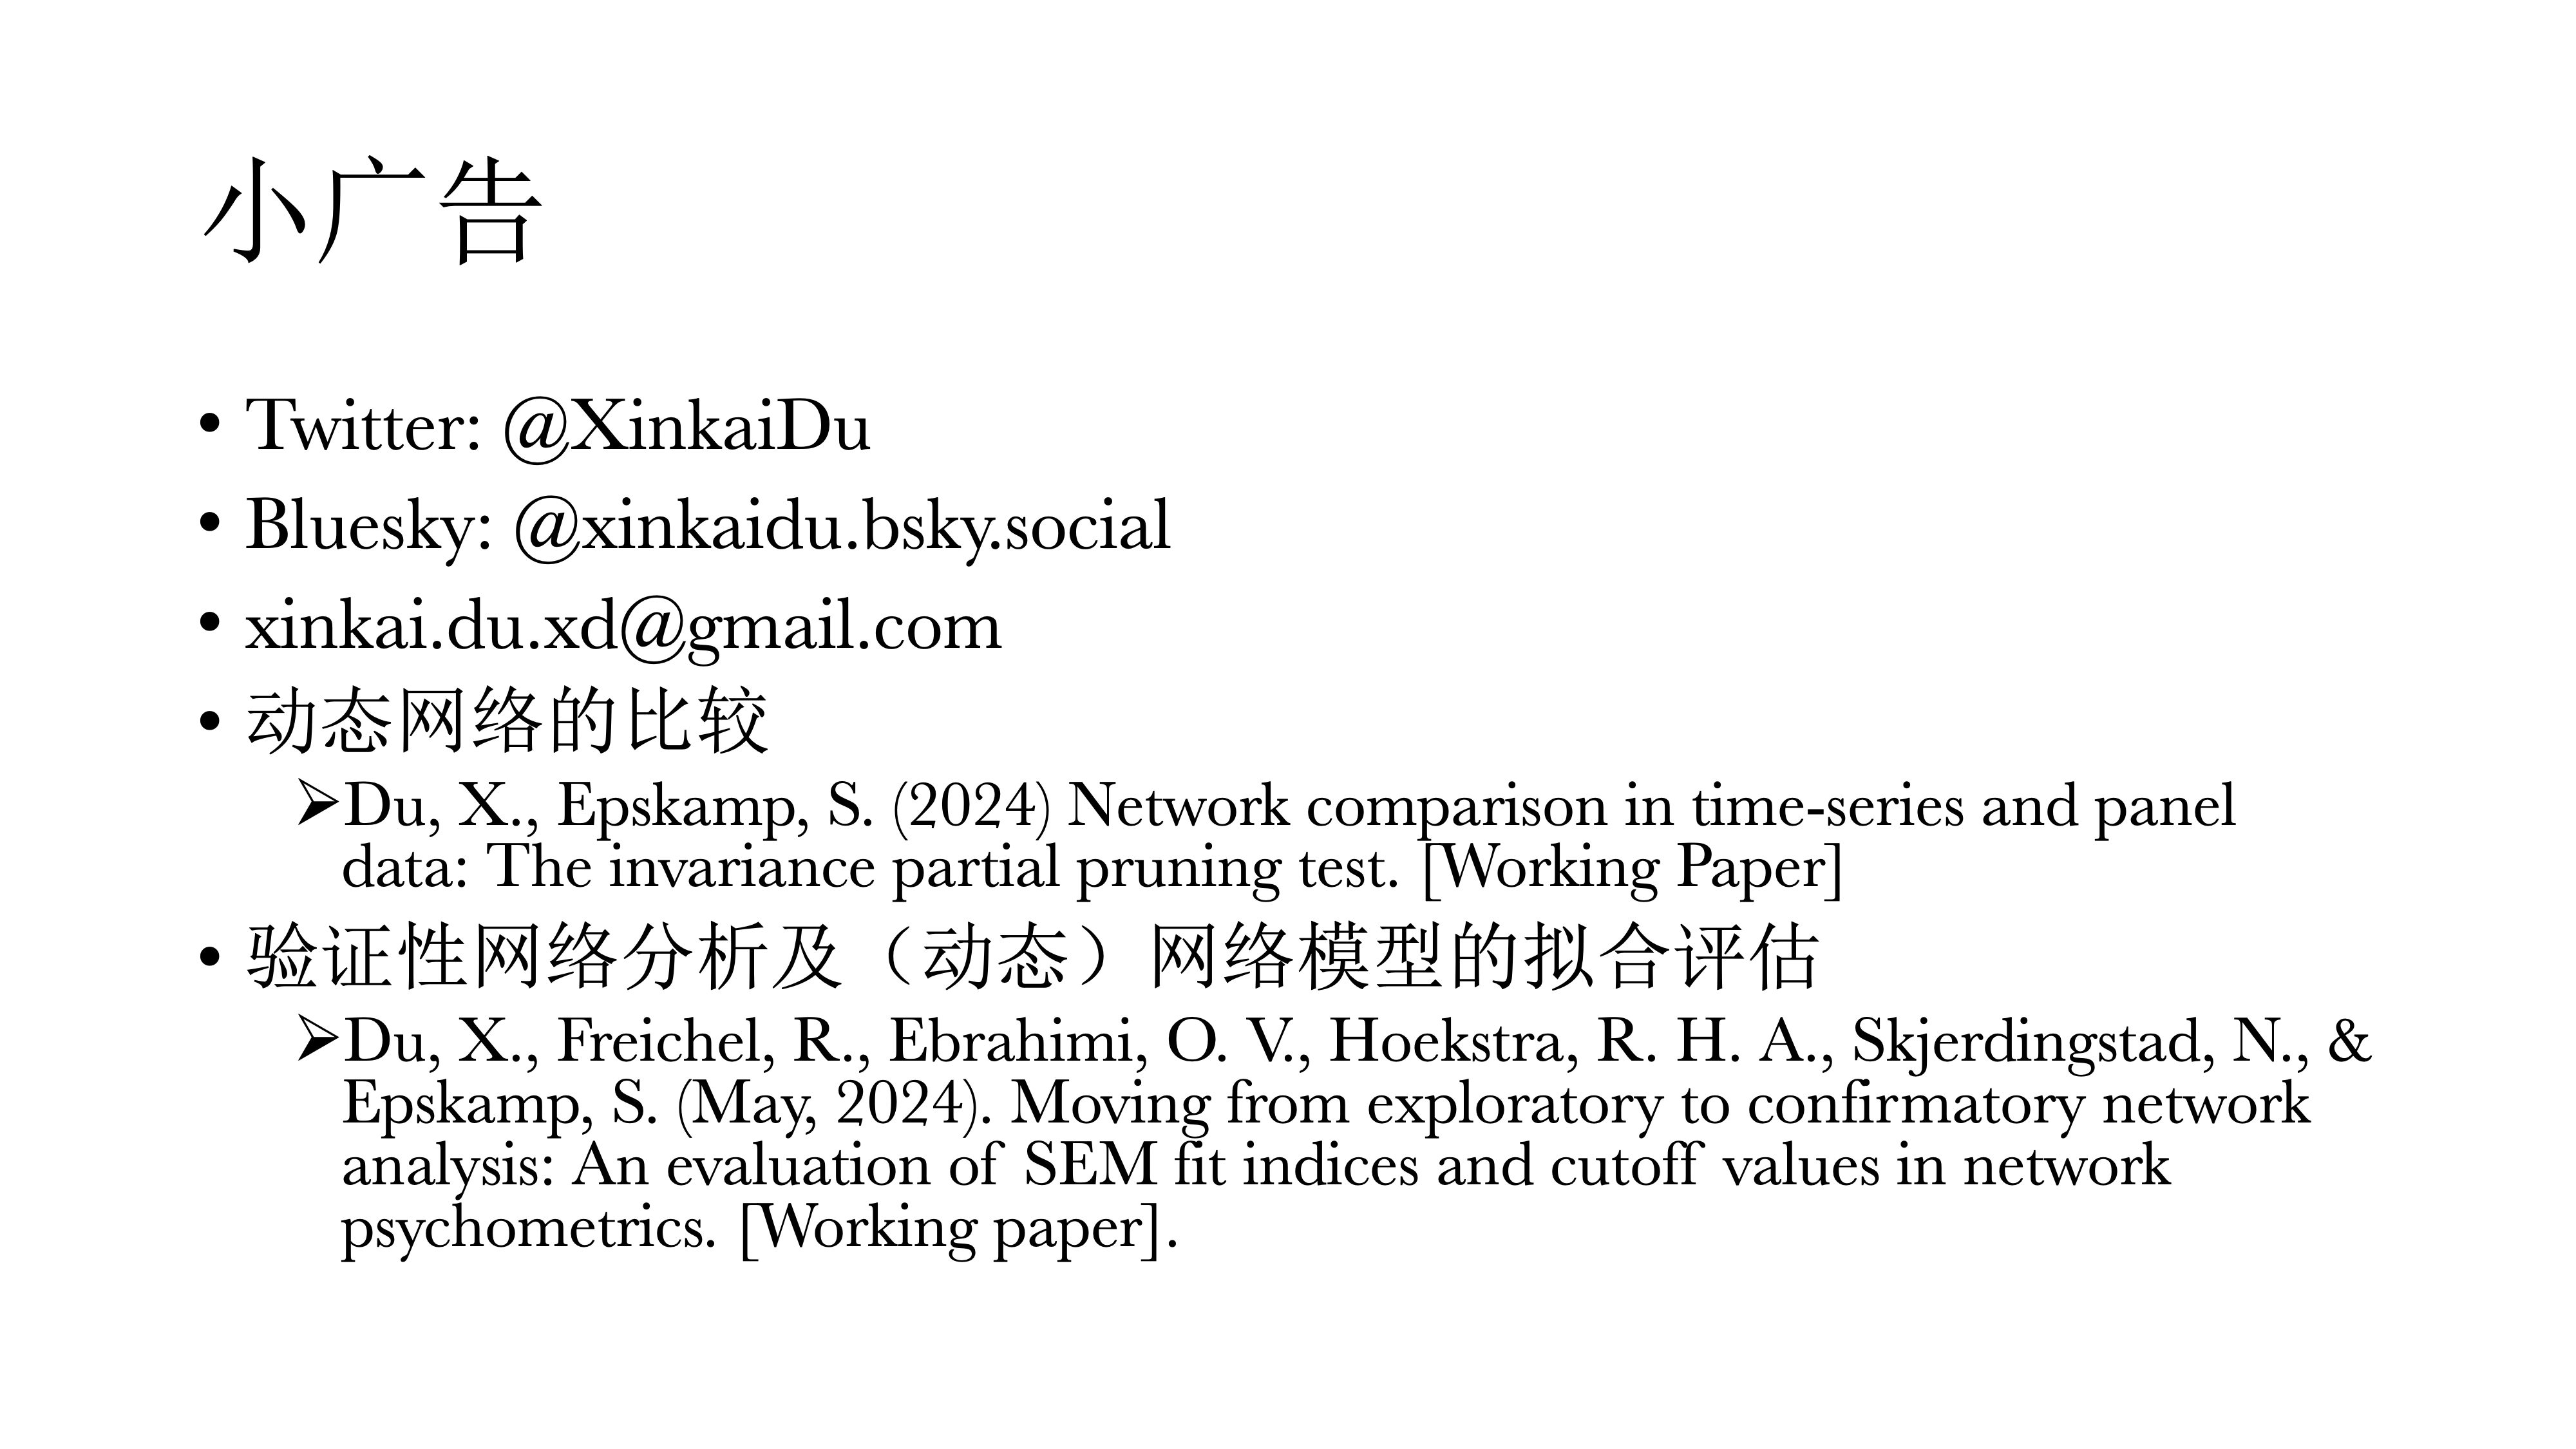 小广告
• Twitter: @XinkaiDu
• Bluesky: @xinkaidu.bsky.social
• xinkai.du.xd@gmail.com
• 动态网络的比较
➢Du, X., Epskamp, S. (2024) Network comparison in time-series and panel
data: The invariance partial pruning test. [Working Paper]
• 验证性网络分析及（动态）网络模型的拟合评估
➢Du, X., Freichel, R., Ebrahimi, O. V., Hoekstra, R. H. A., Skjerdingstad, N., &
Epskamp, S. (May, 2024). Moving from exploratory to confirmatory network
analysis: An evaluation of SEM fit indices and cutoff values in network
psychometrics. [Working paper].